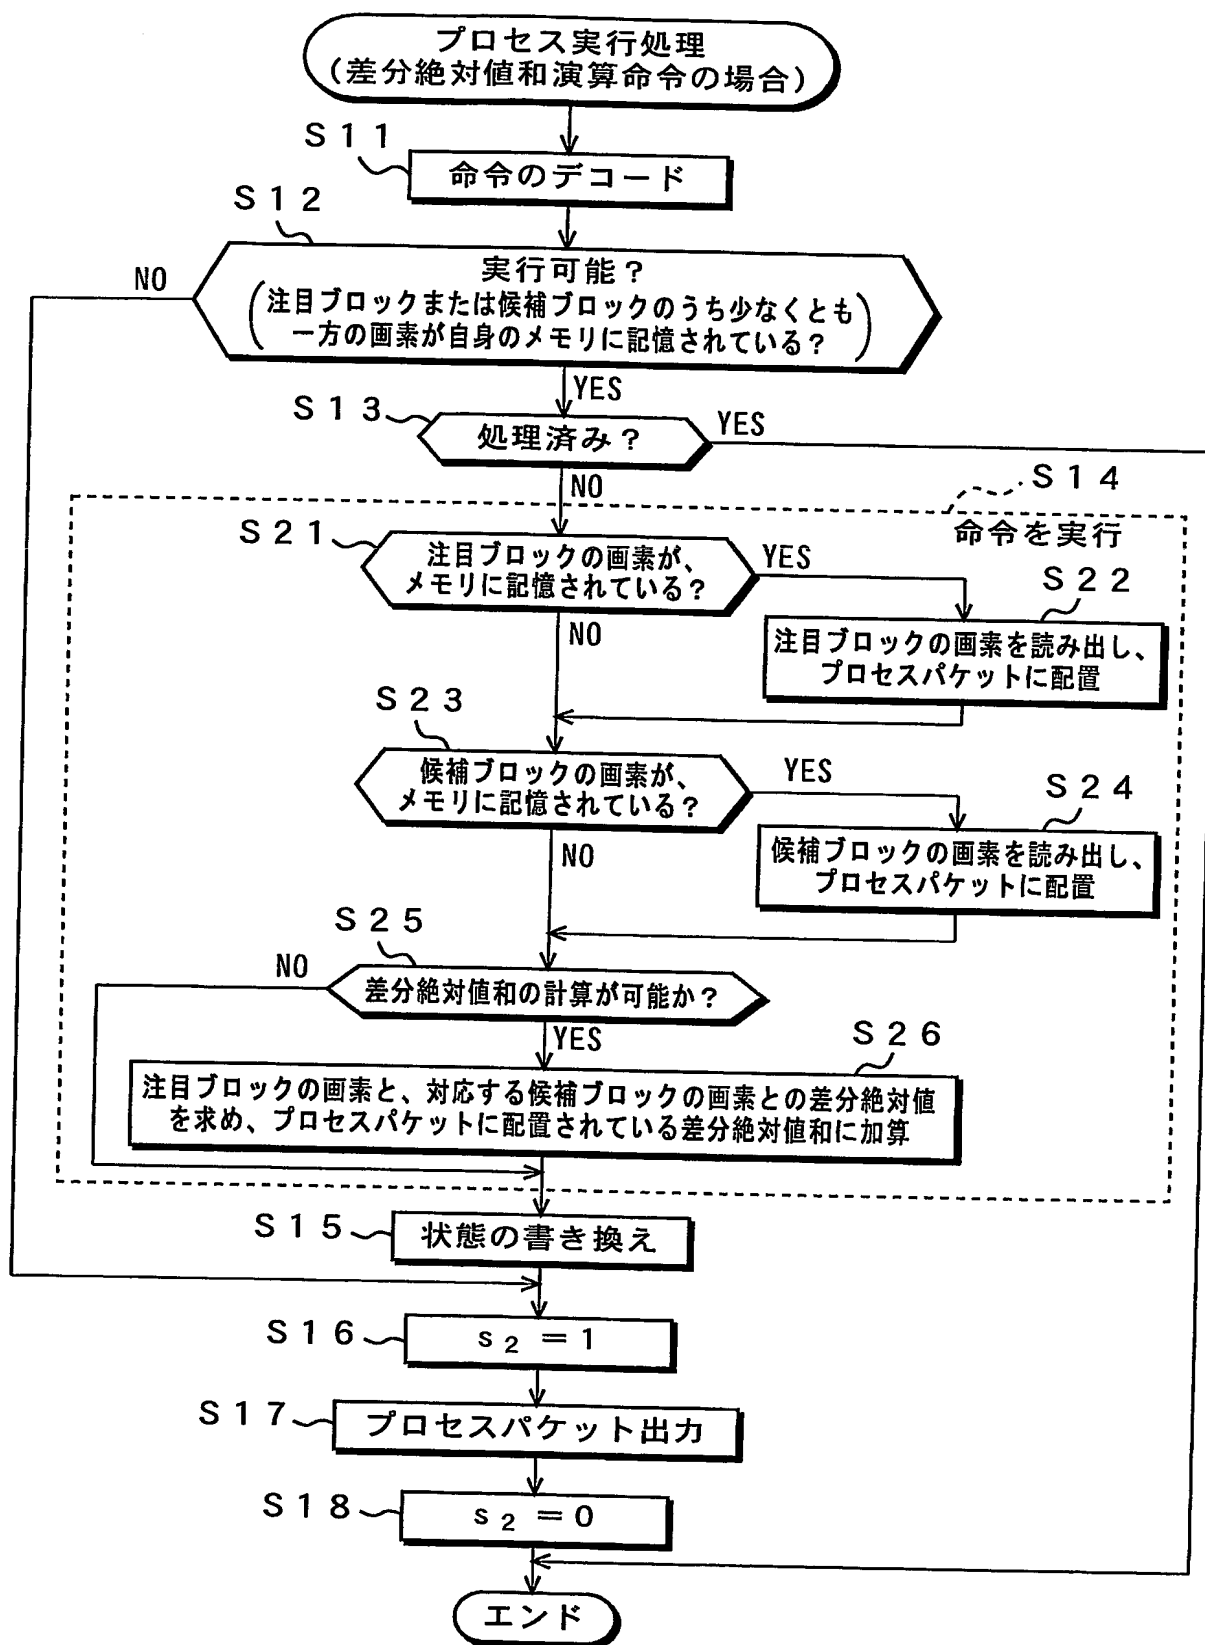 プロセス実行処理
(差分絶対値和演算命令の場合)
S11
命令のデコード
S12
NO
実行可能?
(注目ブロックまたは候補ブロックのうち少なくとも
一方の画素が自身のメモリに記憶されている?)
YES
S13
処理済み?
YES
NO
S14
命令を実行
S21
注目ブロックの画素が、
メモリに記憶されている?
YES
NO
S22
注目ブロックの画素を読み出し、
プロセスパケットに配置
S23
候補ブロックの画素が、
メモリに記憶されている?
YES
NO
S24
候補ブロックの画素を読み出し、
プロセスパケットに配置
S25
NO
差分絶対値和の計算が可能か?
YES
S26
注目ブロックの画素と、対応する候補ブロックの画素との差分絶対値
を求め、プロセスパケットに配置されている差分絶対値和に加算
S15
状態の書き換え
S16
s₂=1
S17
プロセスパケット出力
S18
s₂=0
エンド